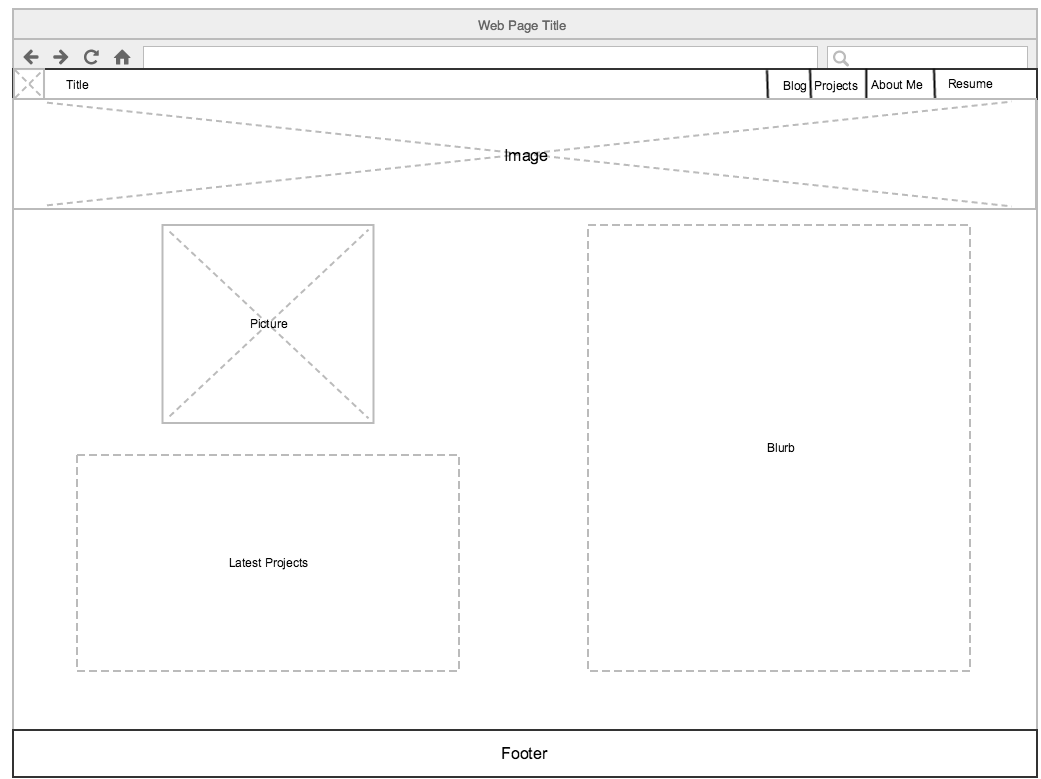 Web Page Title
Title
Blog
Projects
About Me
Resume
Image
Picture
Blurb
Latest Projects
Footer